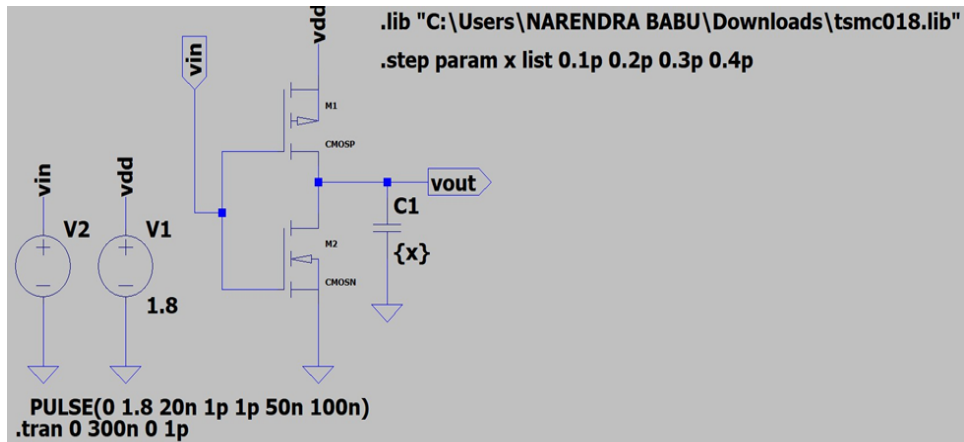 .lib "C:\Users\NARENDRA BABU\Downloads\tsmc018.lib"
.step param x list 0.1p 0.2p 0.3p 0.4p
vdd
vin
M1
CMOSP
vin
vdd
vout
V2
V1
C1
M2
{x}
CMOSN
1.8
PULSE(0 1.8 20n 1p 1p 50n 100n)
.tran 0 300n 0 1p